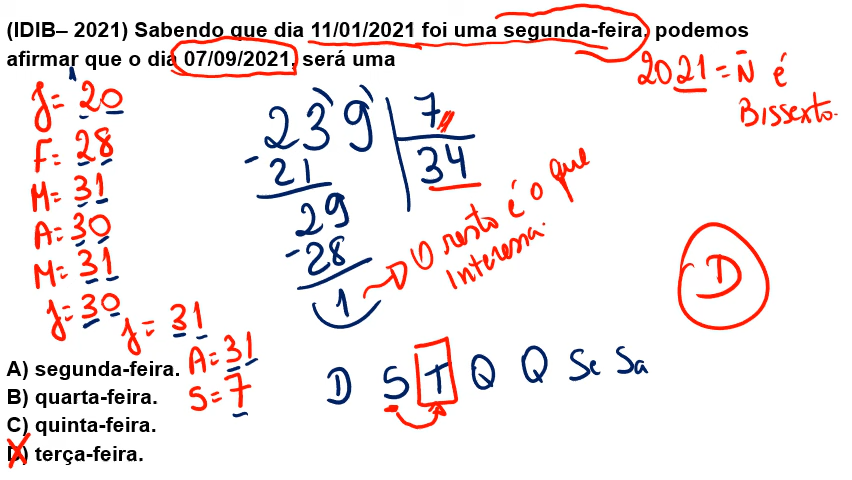 (IDIB– 2021) Sabendo que dia 11/01/2021 foi uma segunda-feira, podemos
afirmar que o dia 07/09/2021, será uma
2021 = Ñ é
Bissexto.
J= 20
F= 28
M= 31
A= 30
M= 31
J= 30
J= 31
A= 31
S= 7
239 7
-21 34
29
-28
1
O resto é o que
interessa.
D
D S T Q Q Se Sa
A) segunda-feira.
B) quarta-feira.
C) quinta-feira.
D) terça-feira.